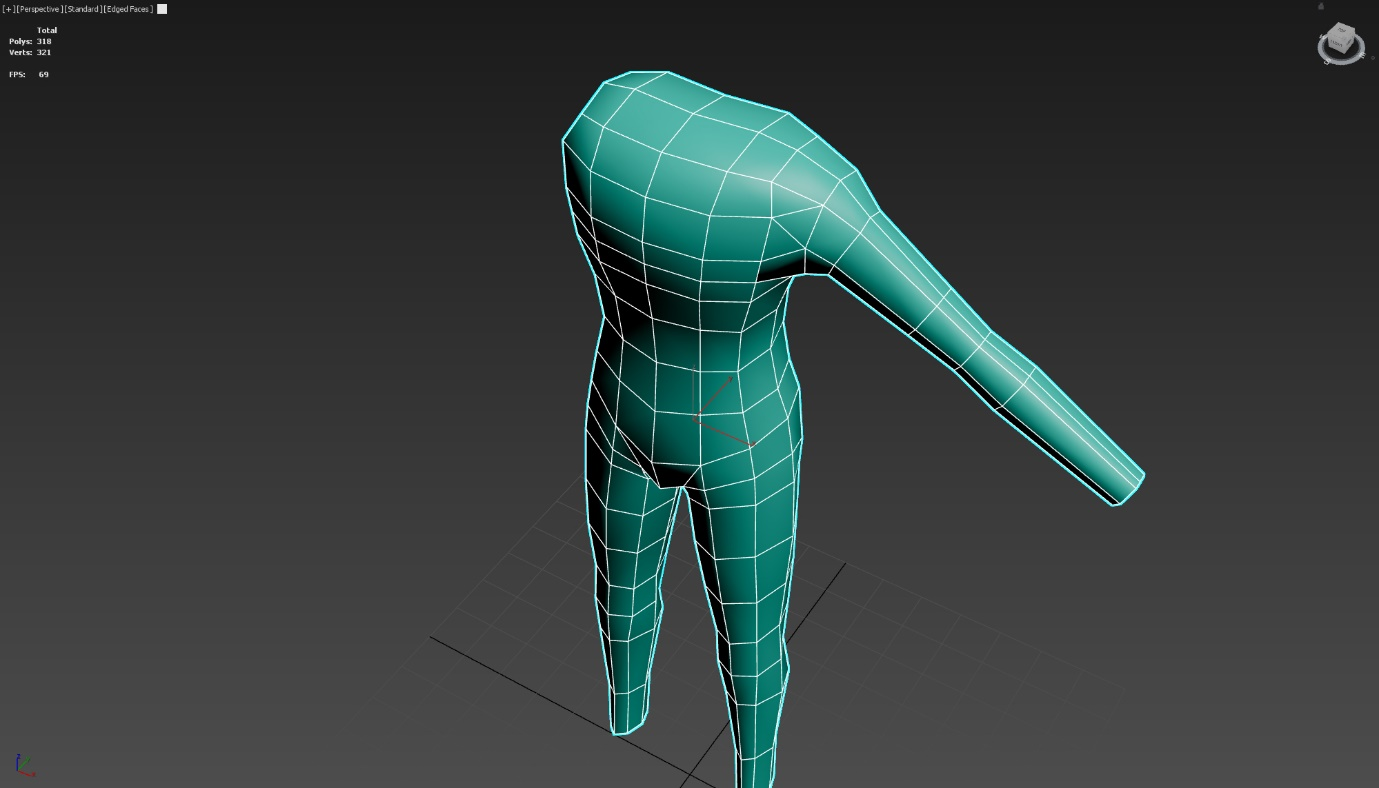 [+][Perspective][Standard][Edged Faces]
Total
Polys: 318
Verts: 321
FPS: 69
z
x